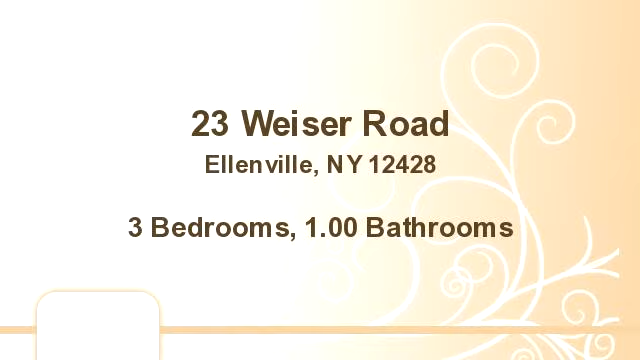 23 Weiser Road
Ellenville, NY 12428
3 Bedrooms, 1.00 Bathrooms